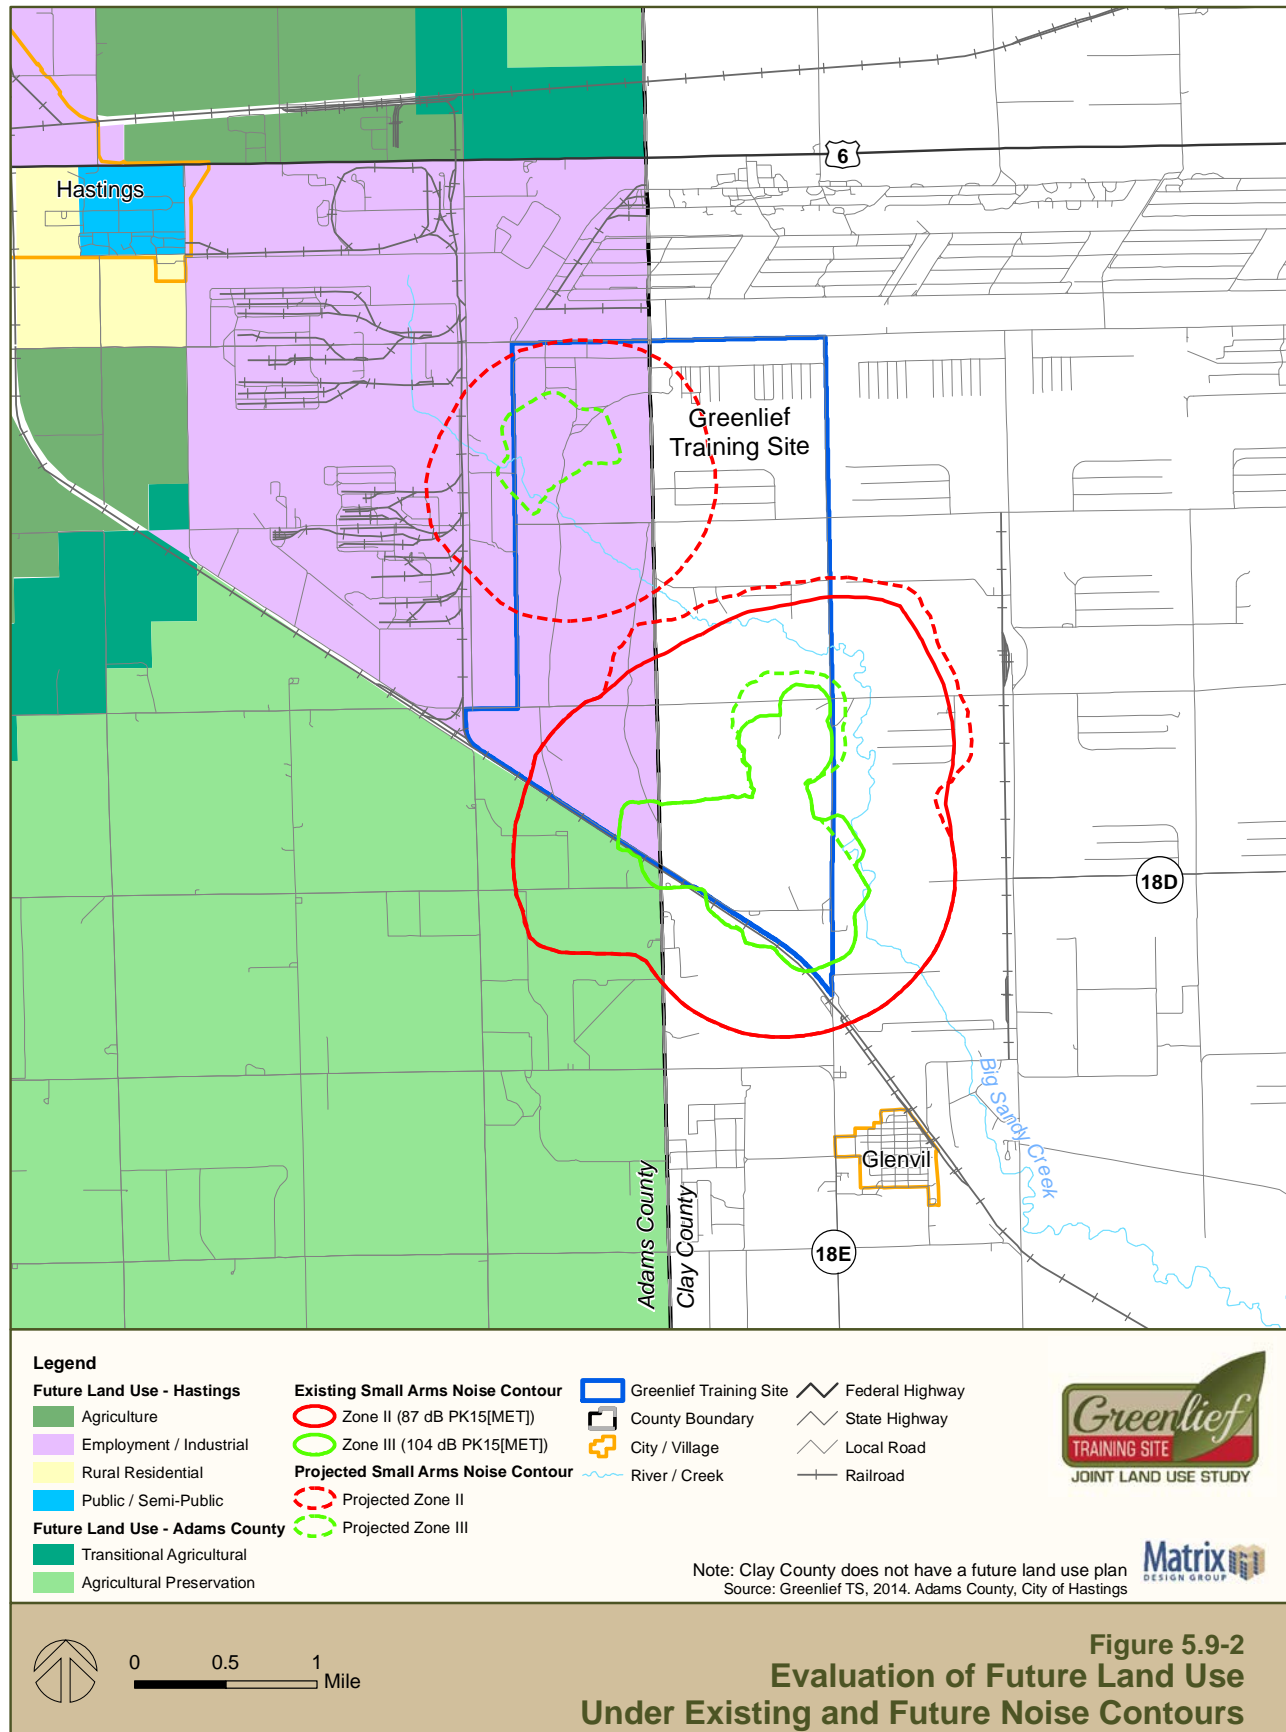 6
Hastings
Greenlief
Training Site
18D
Big Sandy Creek
Glenvil
Adams County
Clay County
18E
Legend
Future Land Use - Hastings
Agriculture
Employment / Industrial
Rural Residential
Public / Semi-Public
Future Land Use - Adams County
Transitional Agricultural
Agricultural Preservation
Existing Small Arms Noise Contour
Zone II (87 dB PK15[MET])
Zone III (104 dB PK15[MET])
Projected Small Arms Noise Contour
Projected Zone II
Projected Zone III
Greenlief Training Site
County Boundary
City / Village
River / Creek
Federal Highway
State Highway
Local Road
Railroad
Greenlief
TRAINING SITE
JOINT LAND USE STUDY
Note: Clay County does not have a future land use plan
Source: Greenlief TS, 2014. Adams County, City of Hastings
Matrix
DESIGN GROUP
0 0.5 1
Mile
Figure 5.9-2
Evaluation of Future Land Use
Under Existing and Future Noise Contours